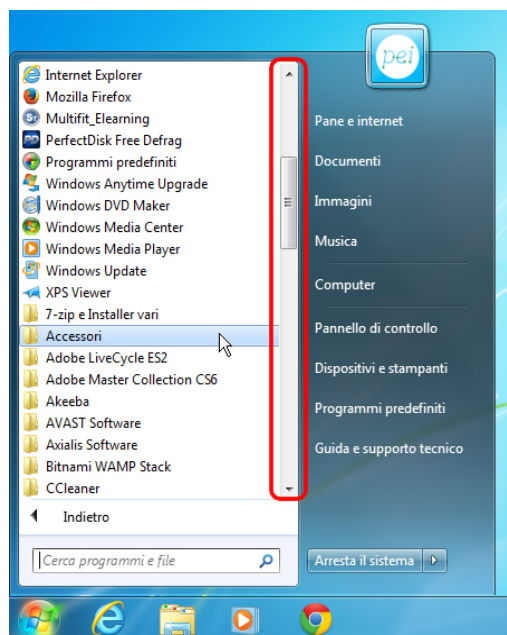 pei
Internet Explorer
Mozilla Firefox
Multifit_Elearning
PerfectDisk Free Defrag
Programmi predefiniti
Windows Anytime Upgrade
Windows DVD Maker
Windows Media Center
Windows Media Player
Windows Update
XPS Viewer
7-zip e Installer vari
Accessori
Adobe LiveCycle ES2
Adobe Master Collection CS6
Akeeba
AVAST Software
Axialis Software
Bitnami WAMP Stack
CCleaner
Indietro
Cerca programmi e file
Pane e internet
Documenti
Immagini
Musica
Computer
Pannello di controllo
Dispositivi e stampanti
Programmi predefiniti
Guida e supporto tecnico
Arresta il sistema